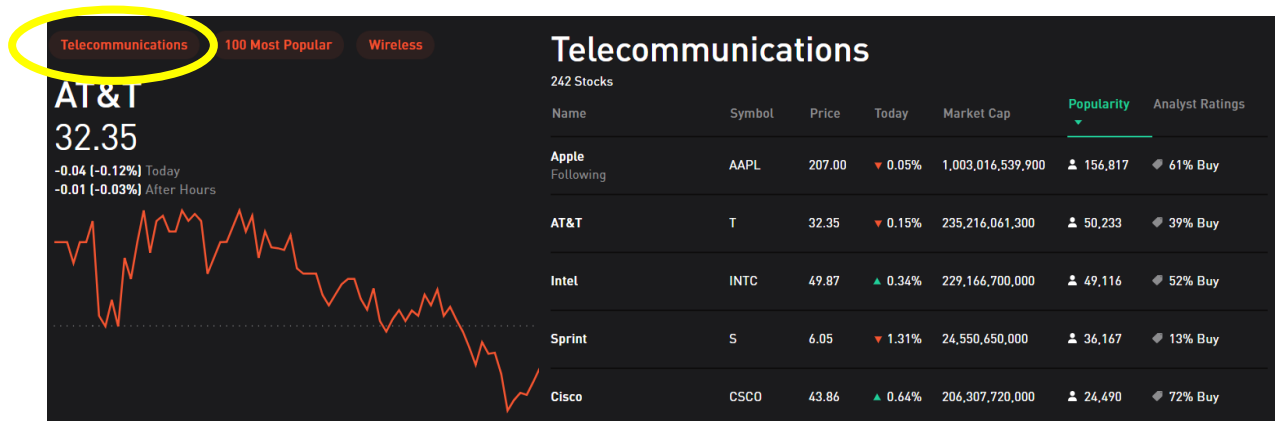 Telecommunications 100 Most Popular Wireless
AT&T
32.35
-0.04 (-0.12%) Today
-0.01 (-0.03%) After Hours
Telecommunications
242 Stocks
Name Symbol Price Today Market Cap Popularity Analyst Ratings
Apple AAPL 207.00 0.05% 1,003,016,539,900 156,817 61% Buy
Following
AT&T T 32.35 0.15% 235,216,061,300 50,233 39% Buy
Intel INTC 49.87 0.34% 229,166,700,000 49,116 52% Buy
Sprint S 6.05 1.31% 24,550,650,000 36,167 13% Buy
Cisco CSCO 43.86 0.64% 206,307,720,000 24,490 72% Buy